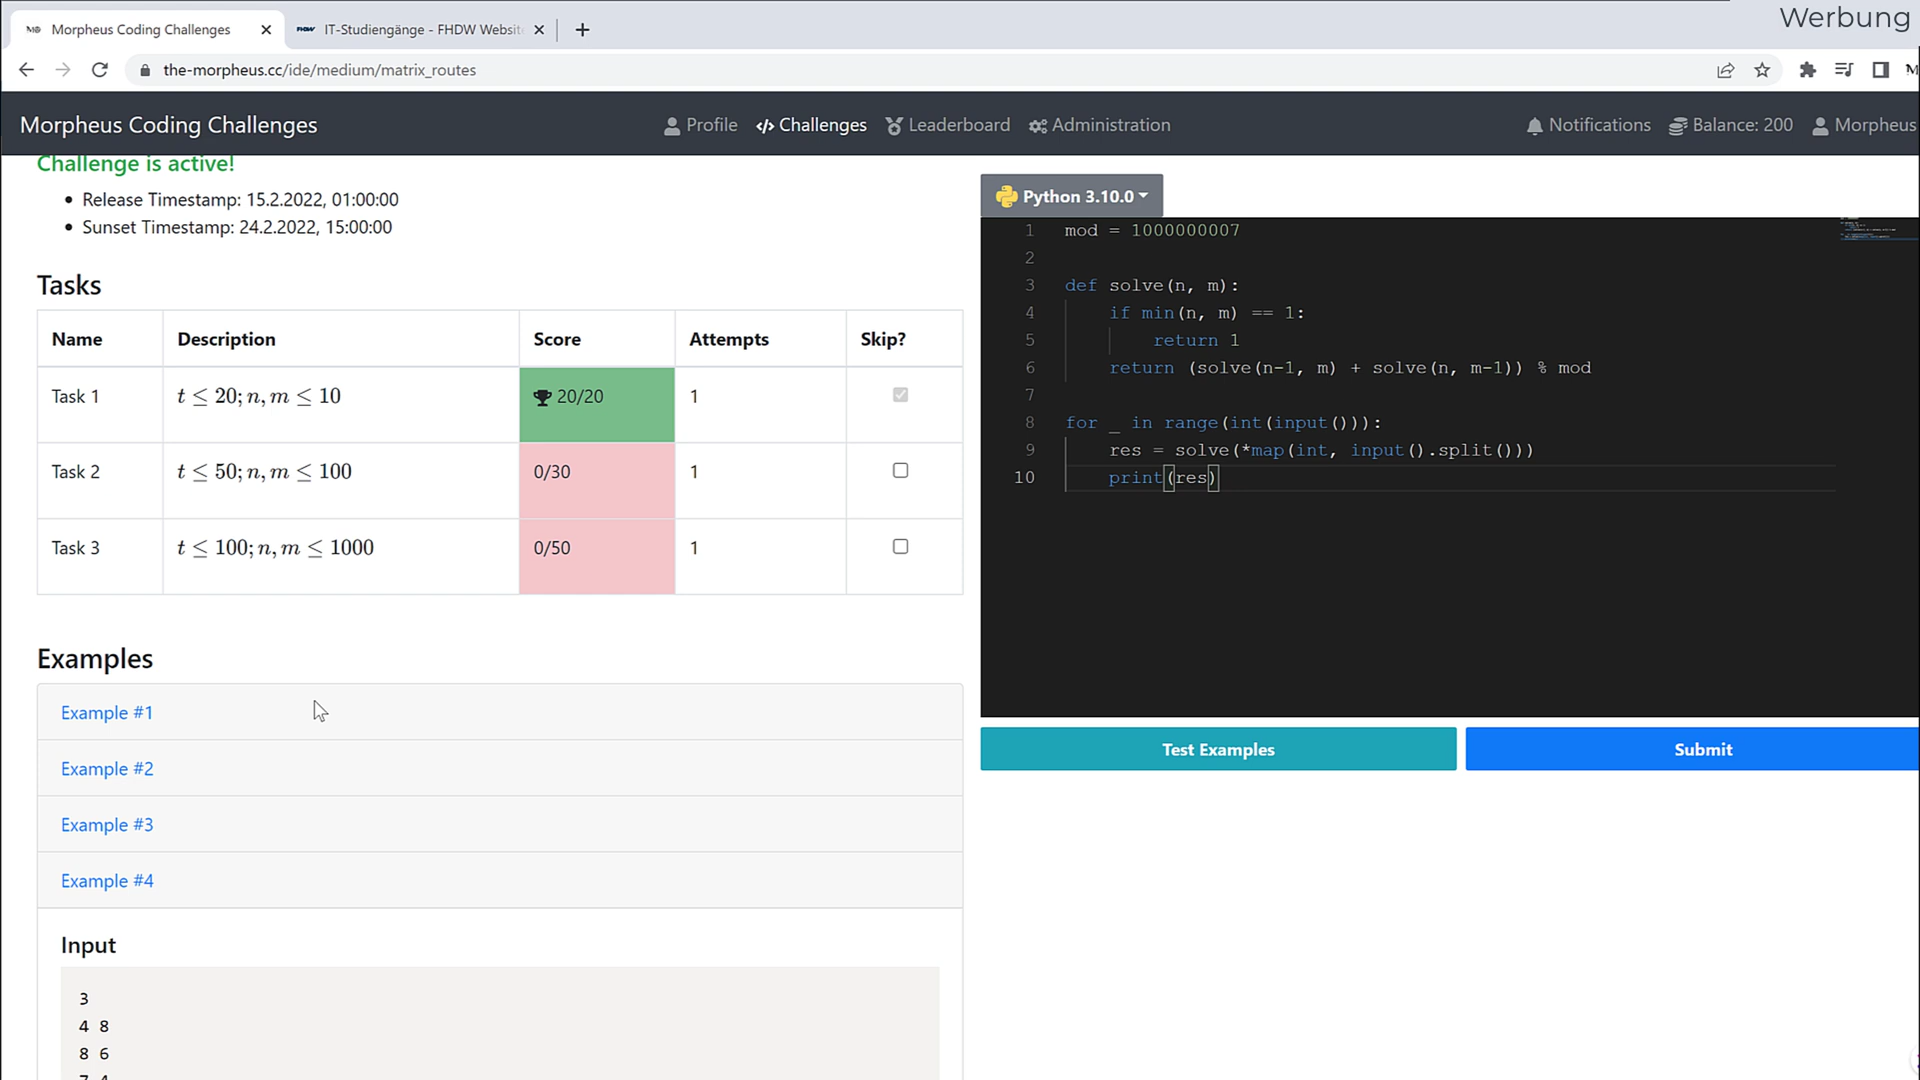 Werbung
Morpheus Coding Challenges
IT-Studiengänge - FHDW Website
the-morpheus.cc/ide/medium/matrix_routes
Morpheus Coding Challenges
Profile
Challenges
Leaderboard
Administration
Notifications
Balance: 200
Morpheus
Challenge is active!
Release Timestamp: 15.2.2022, 01:00:00
Sunset Timestamp: 24.2.2022, 15:00:00
Tasks
Name Description Score Attempts Skip?
Task 1 t ≤ 20; n, m ≤ 10 20/20 1
Task 2 t ≤ 50; n, m ≤ 100 0/30 1
Task 3 t ≤ 100; n, m ≤ 1000 0/50 1
Examples
Example #1
Example #2
Example #3
Example #4
Input
3
4 8
8 6
7 4
Python 3.10.0
1 mod = 1000000007
2
3 def solve(n, m):
4 if min(n, m) == 1:
5 return 1
6 return (solve(n-1, m) + solve(n, m-1)) % mod
7
8 for _ in range(int(input())):
9 res = solve(*map(int, input().split()))
10 print(res)
Test Examples
Submit